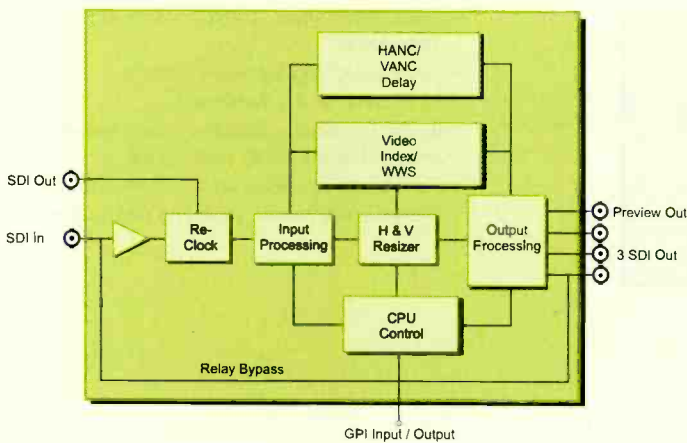 HANC/
VANC
Delay
Video
Index/
WWS
SDI Out
SDI in
Re-
Clock
Input
Processing
H & V
Resizer
Output
Frocessing
Preview Out
3 SDI Out
CPU
Control
Relay Bypass
GPI Input / Output